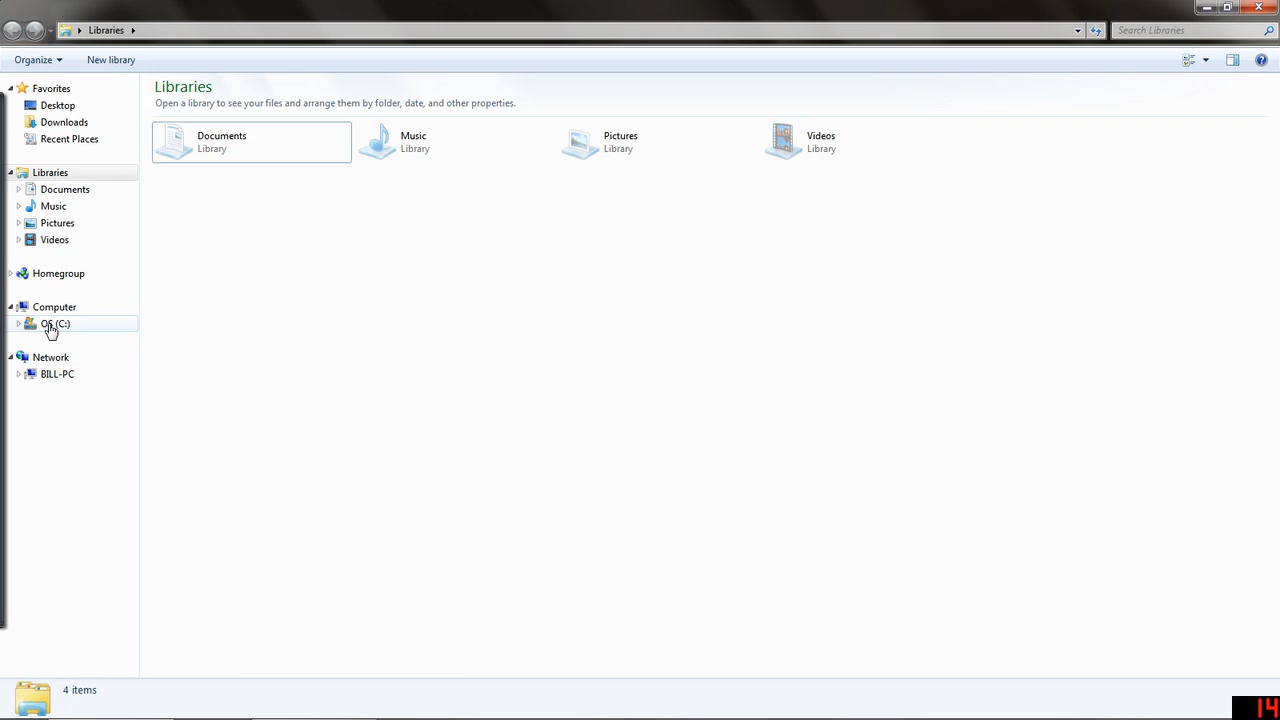 Libraries
Search Libraries
Organize
New library
Favorites
Desktop
Downloads
Recent Places
Libraries
Documents
Music
Pictures
Videos
Homegroup
Computer
OS (C:)
Network
BILL-PC
Libraries
Open a library to see your files and arrange them by folder, date, and other properties.
Documents
Library
Music
Library
Pictures
Library
Videos
Library
4 items
14